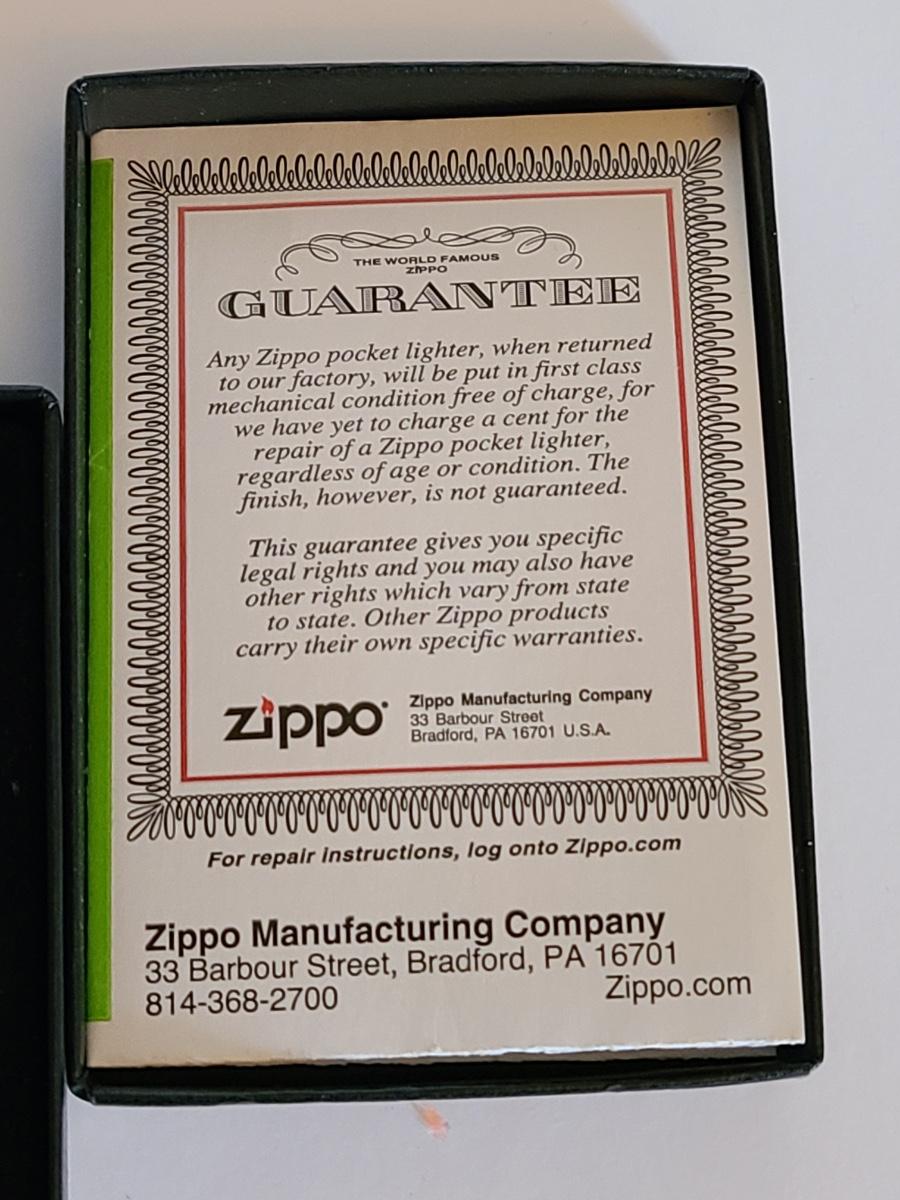 THE WORLD FAMOUS
ZIPPO
GUARANTEE
Any Zippo pocket lighter, when returned
to our factory, will be put in first class
mechanical condition free of charge, for
we have yet to charge a cent for the
repair of a Zippo pocket lighter,
regardless of age or condition. The
finish, however, is not guaranteed.
This guarantee gives you specific
legal rights and you may also have
other rights which vary from state
to state. Other Zippo products
carry their own specific warranties.
zippo
Zippo Manufacturing Company
33 Barbour Street
Bradford, PA 16701 U.S.A.
For repair instructions, log onto Zippo.com
Zippo Manufacturing Company
33 Barbour Street, Bradford, PA 16701
814-368-2700 Zippo.com